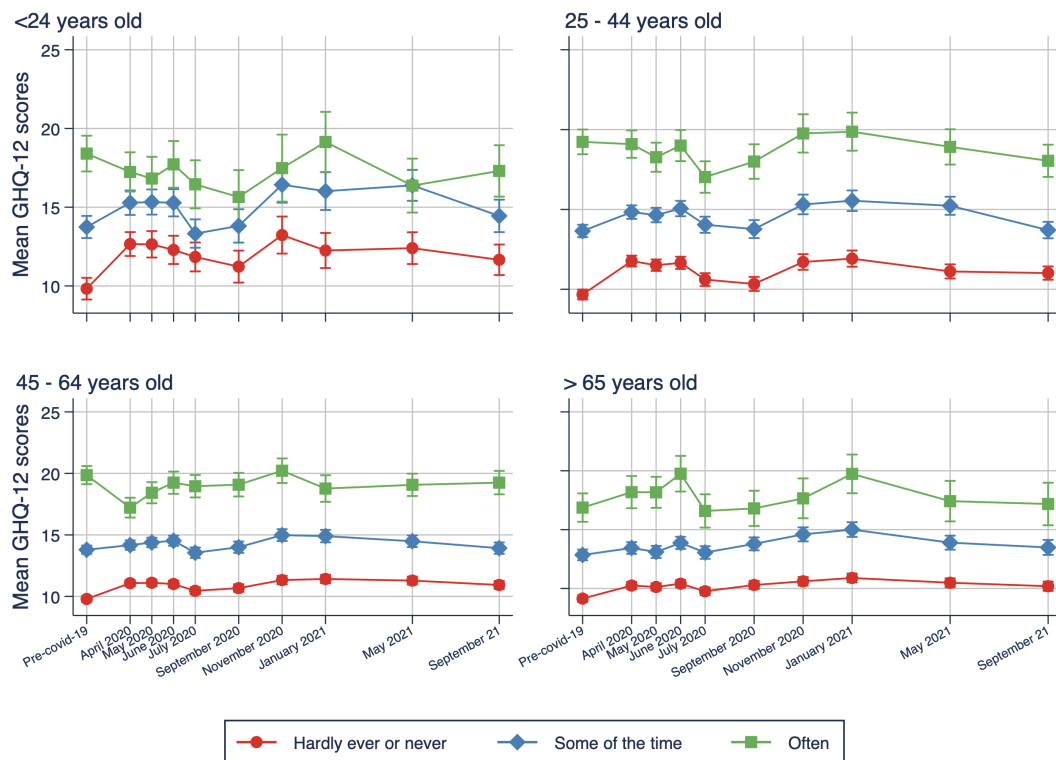 <24 years old
25 - 44 years old
Mean GHQ-12 scores
25
20
15
10
45 - 64 years old
> 65 years old
Mean GHQ-12 scores
25
20
15
10
Pre-covid-19
April 2020
May 2020
June 2020
July 2020
September 2020
November 2020
January 2021
May 2021
September 21
Pre-covid-19
April 2020
May 2020
June 2020
July 2020
September 2020
November 2020
January 2021
May 2021
September 21
Hardly ever or never Some of the time Often